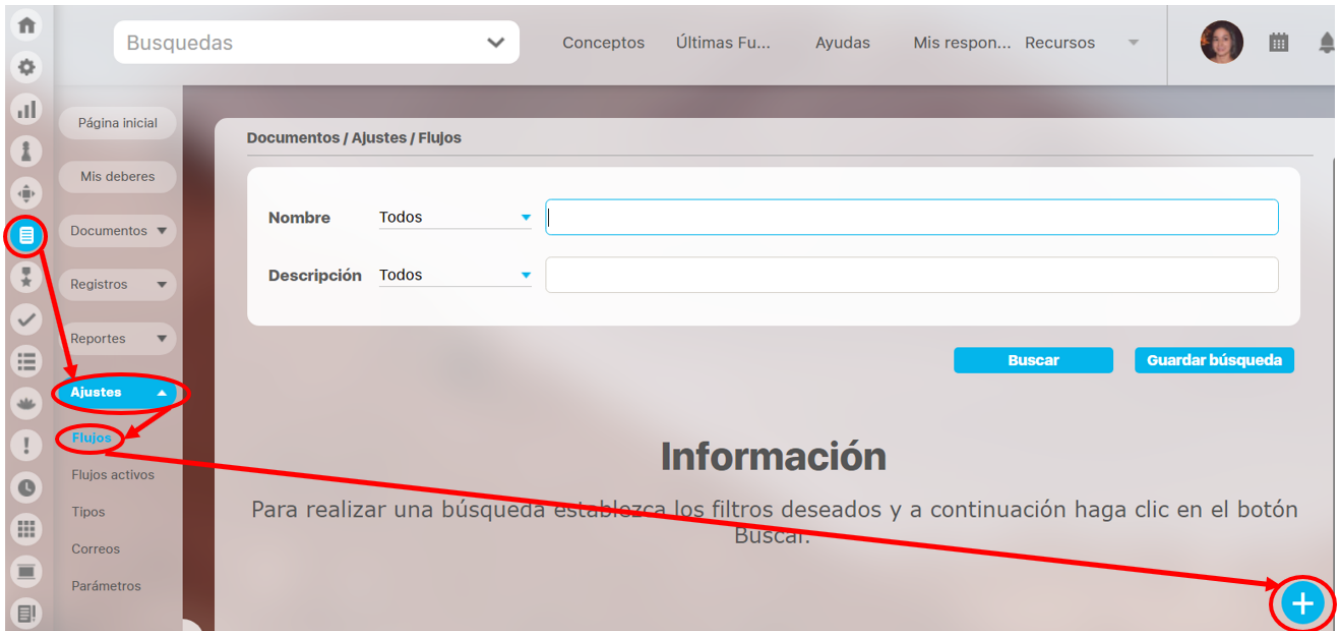 Busquedas
Conceptos
Últimas Fu...
Ayudas
Mis respon...
Recursos
Página inicial
Mis deberes
Documentos
Registros
Reportes
Ajustes
Flujos
Flujos activos
Tipos
Correos
Parámetros
Documentos / Ajustes / Flujos
Nombre Todos
Descripción Todos
Buscar
Guardar búsqueda
Información
Para realizar una búsqueda establezca los filtros deseados y a continuación haga clic en el botón
Buscar.